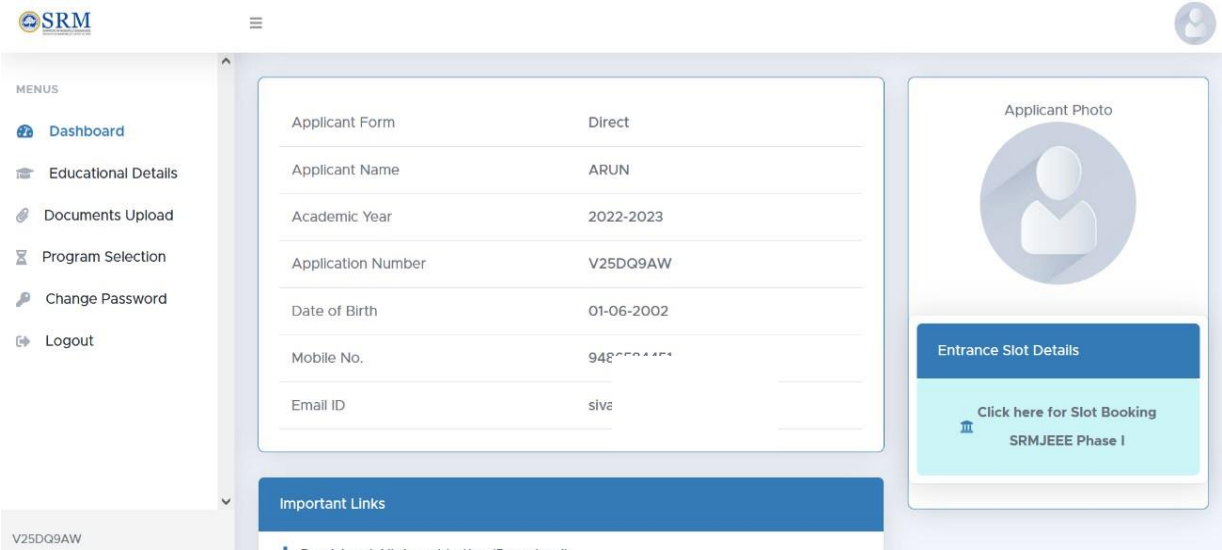 SRM
MENUS
Dashboard
Educational Details
Documents Upload
Program Selection
Change Password
Logout
V25DQ9AW
Applicant Form Direct
Applicant Name ARUN
Academic Year 2022-2023
Application Number V25DQ9AW
Date of Birth 01-06-2002
Mobile No.
Email ID siva
Important Links
Applicant Photo
Entrance Slot Details
Click here for Slot Booking
SRMJEEE Phase I